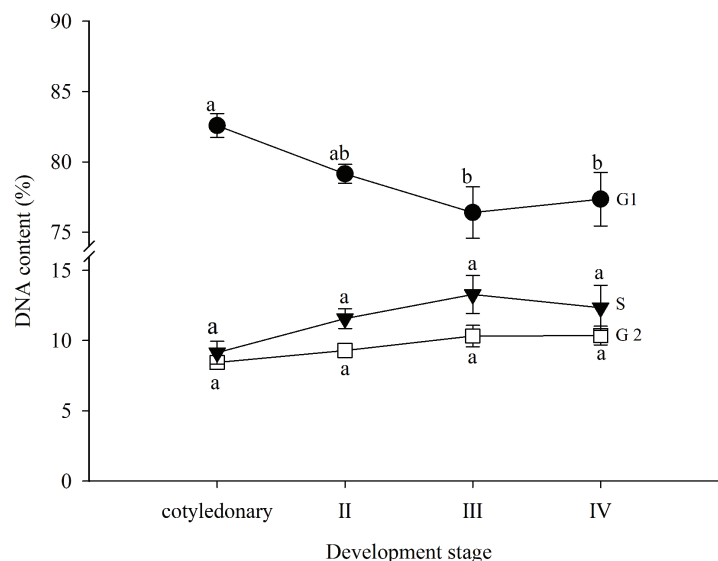 90
85
a
ab
80
b
b
G1
75
DNA content (%)
15
a
a
a
S
a
10
G 2
a
a
a
a
5
0
cotyledonary II III IV
Development stage